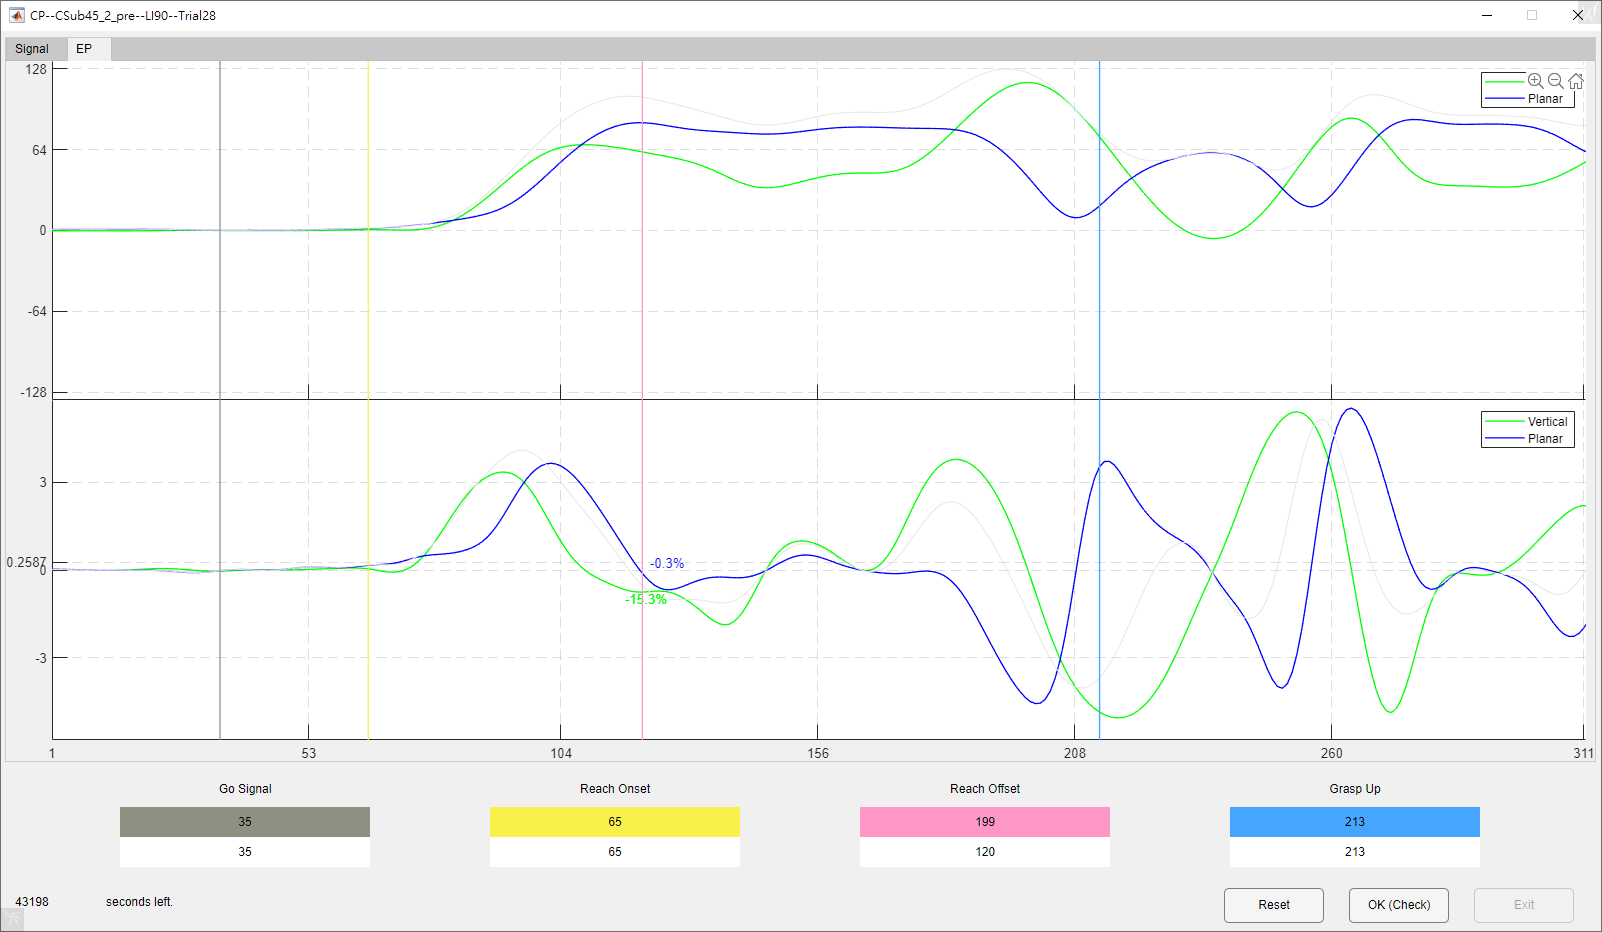 CP--CSub45_2_pre--LI90--Trial28
Signal
EP
128
64
0
-64
-128
Planar
3
0.2587
0
-3
Vertical
Planar
-0.3%
-15.3%
1
53
104
156
208
260
311
Go Signal
Reach Onset
Reach Offset
Grasp Up
35
65
199
213
35
65
120
213
43198
seconds left.
Reset
OK (Check)
Exit